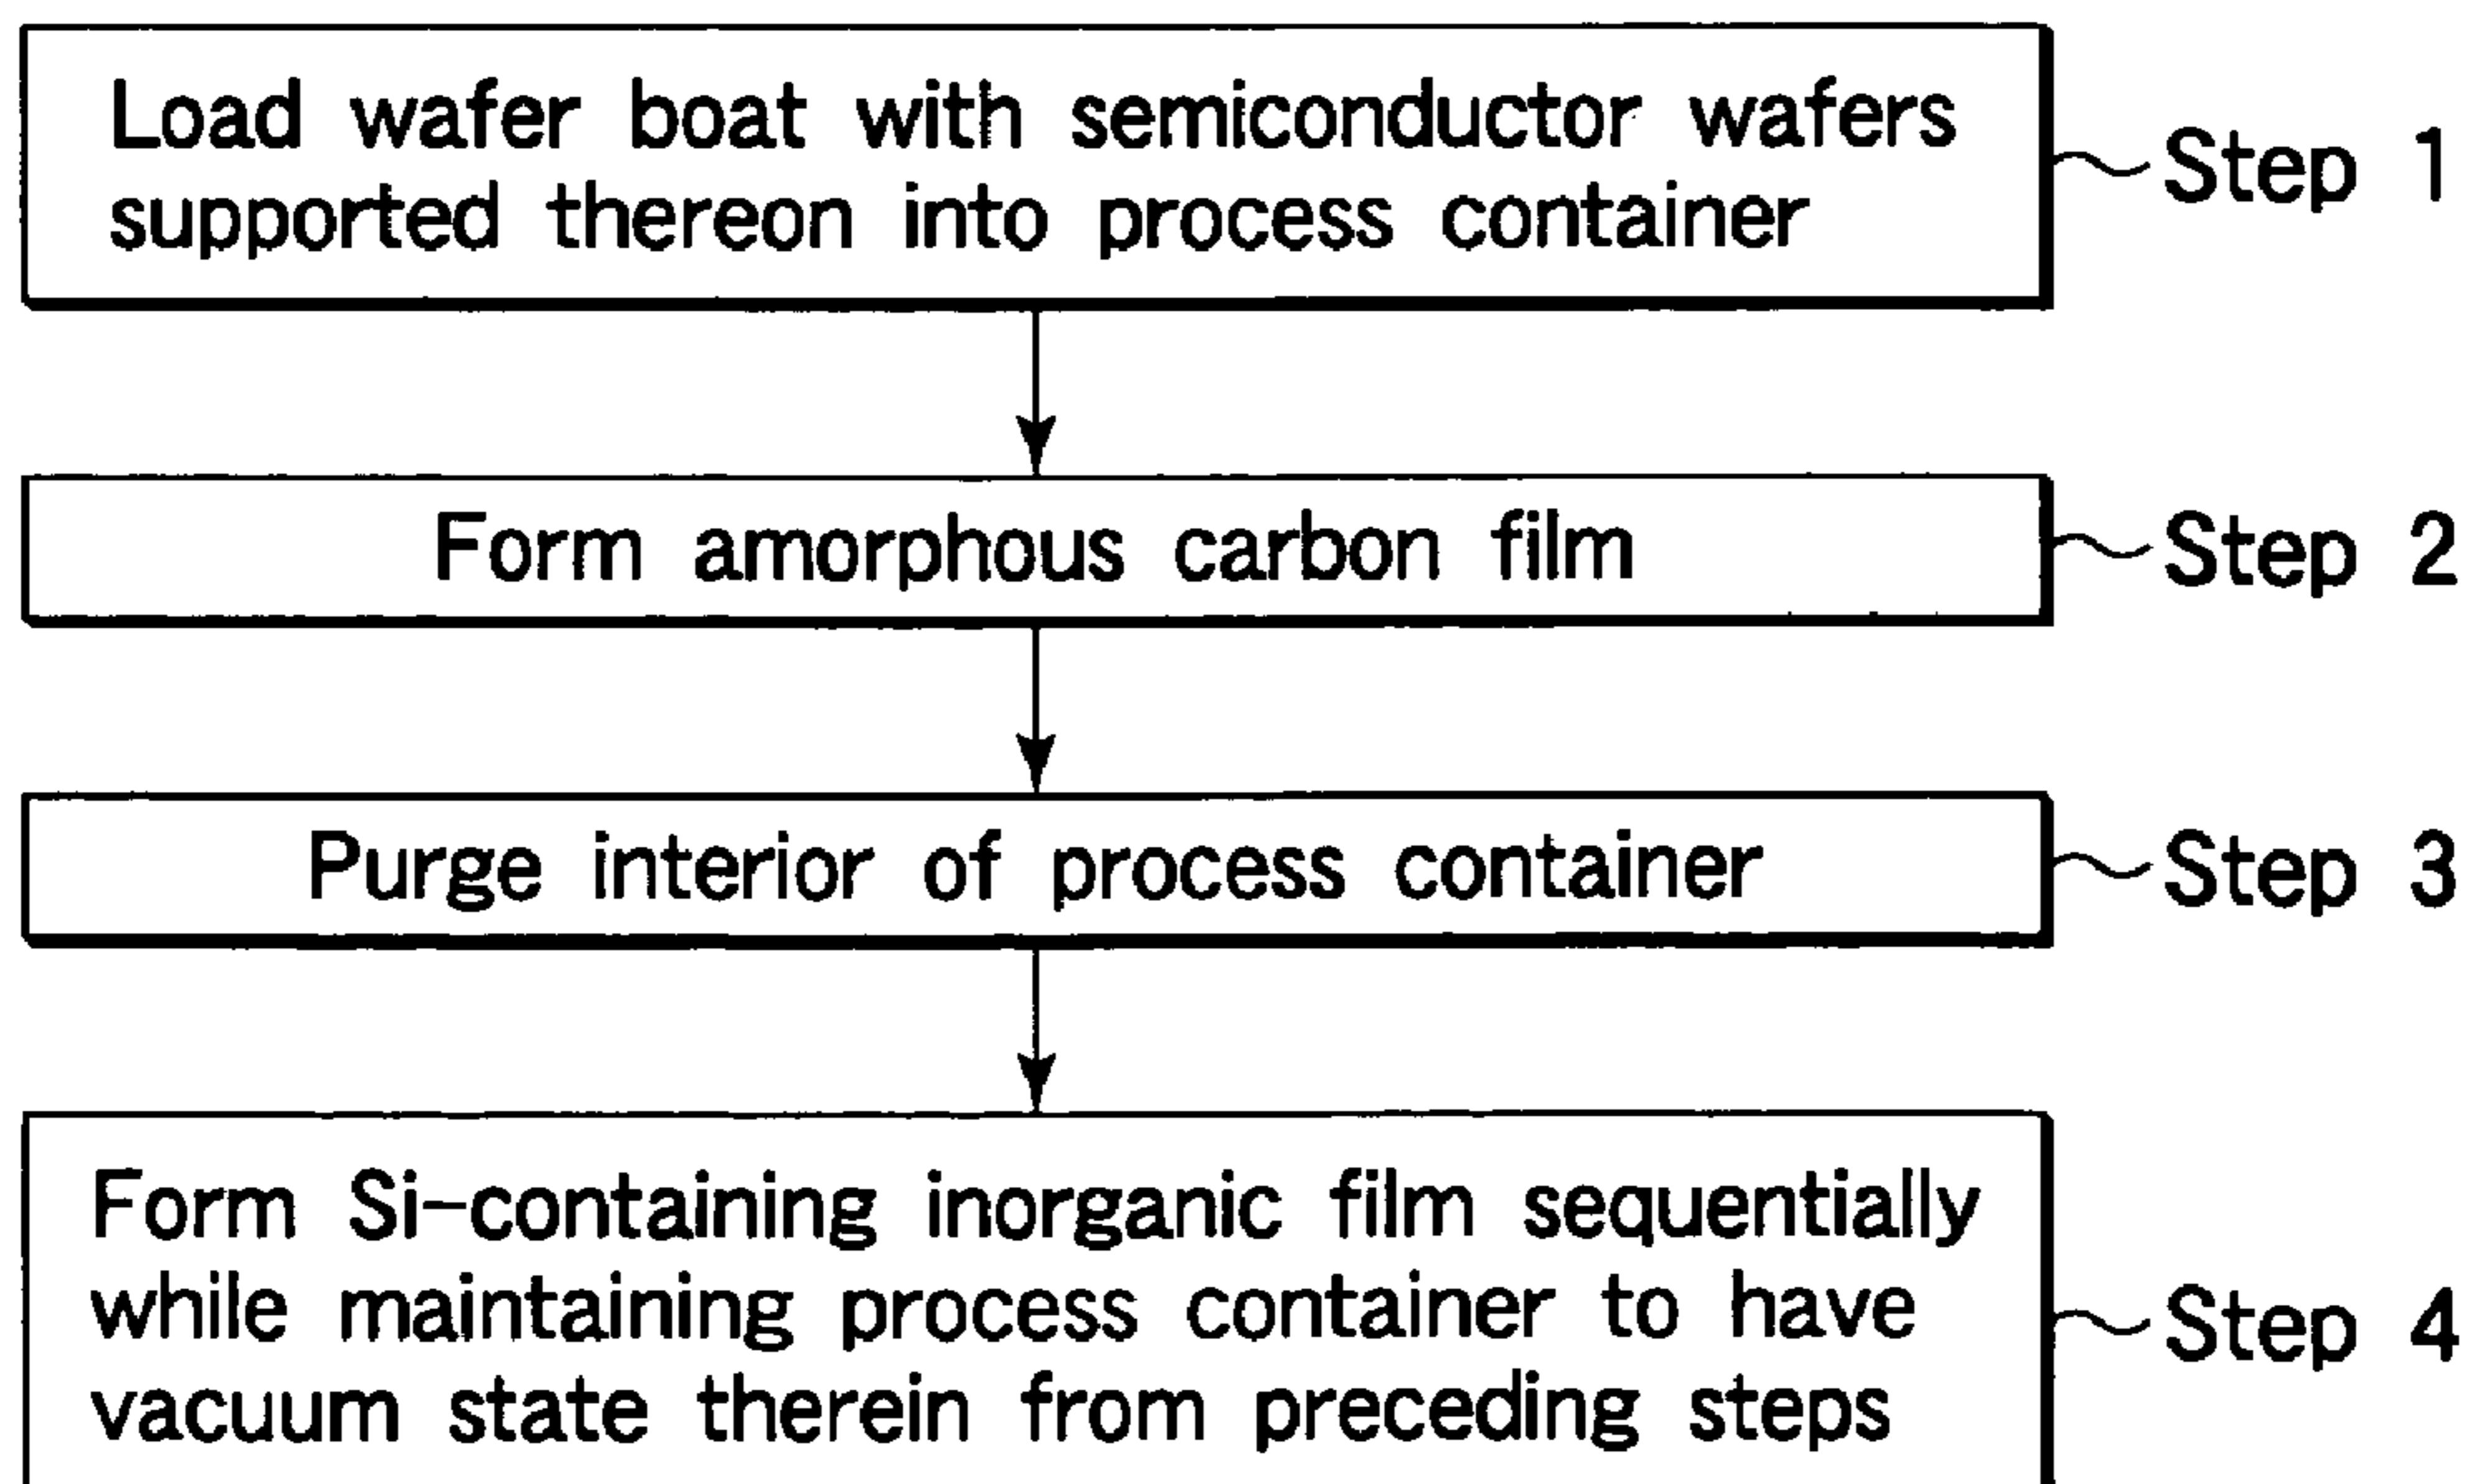 Load wafer boat with semiconductor wafers
supported thereon into process container
Step 1
Form amorphous carbon film
Step 2
Purge interior of process container
Step 3
Form Si-containing inorganic film sequentially
while maintaining process container to have
vacuum state therein from preceding steps
Step 4